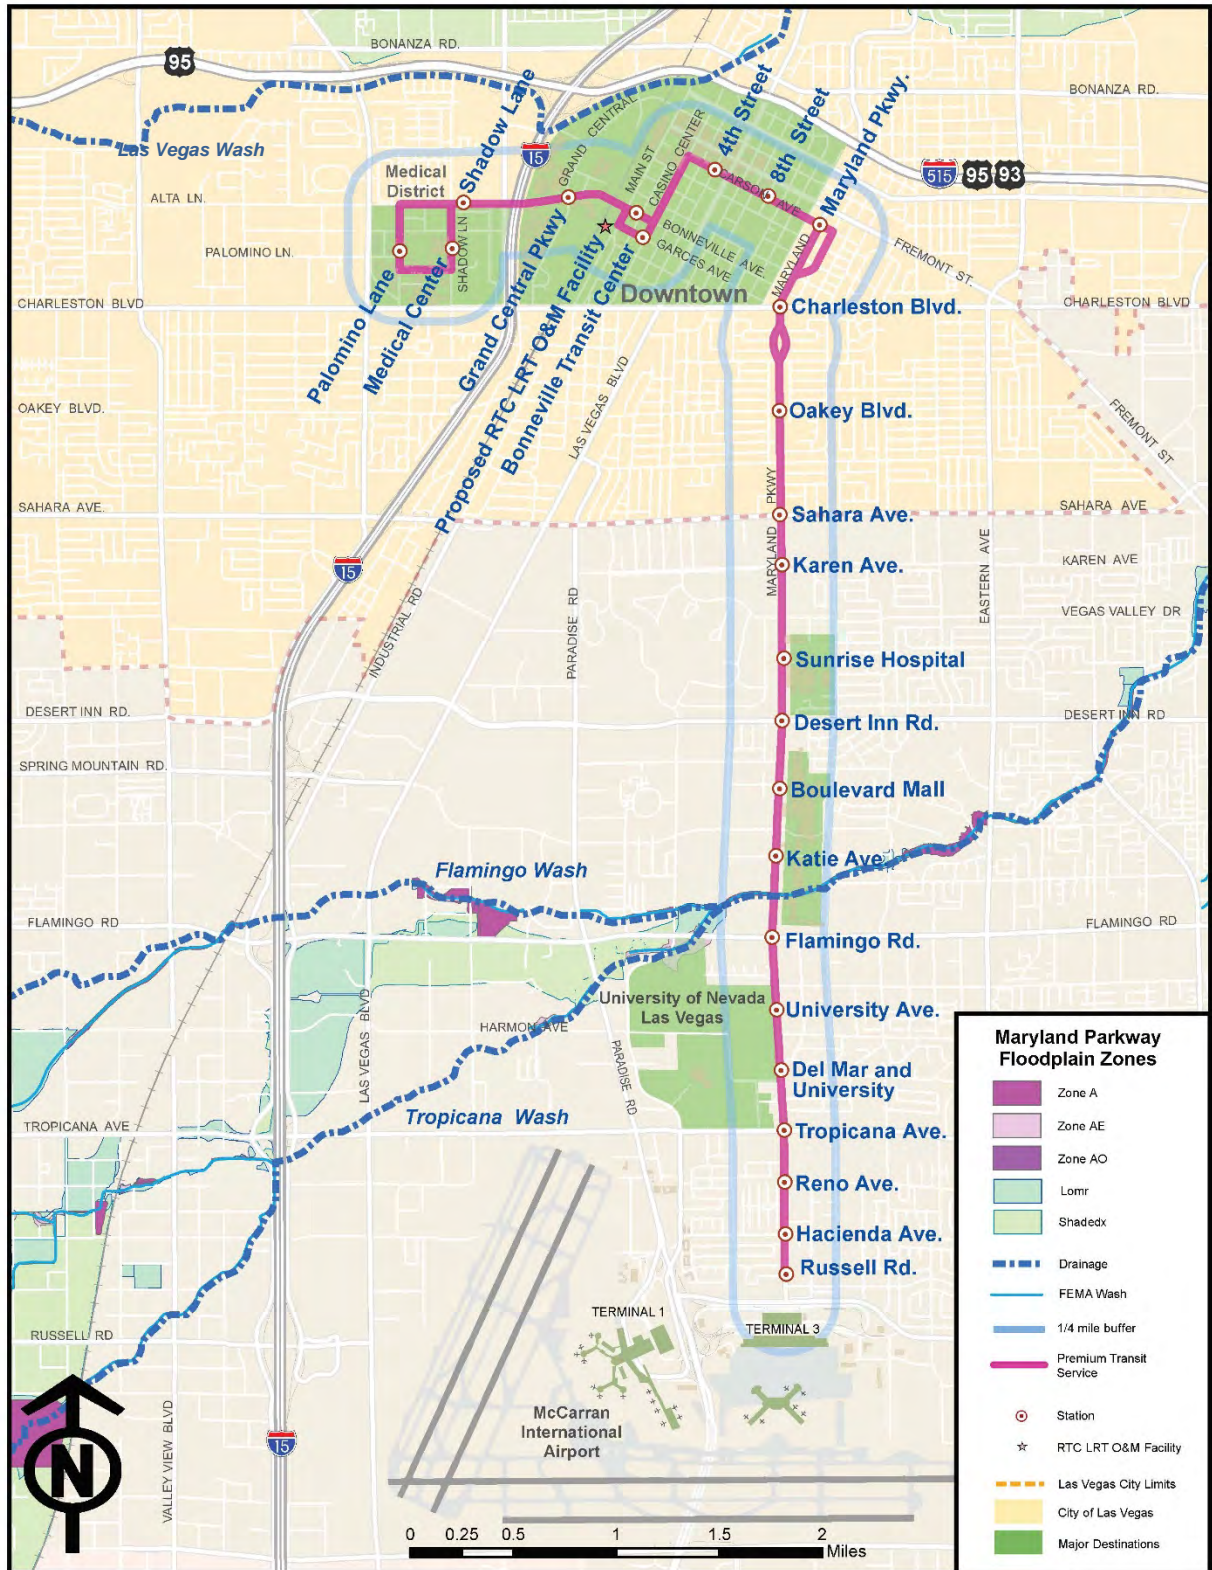 BONANZA RD.
95
BONANZA RD.
Las Vegas Wash
Shadow Lane
15
GRAND CENTRAL
MAIN ST
CASINO CENTER
4th Street
8th Street
Maryland Pkwy.
515
95
93
Medical
District
ALTA LN.
CARSON AVE.
PALOMINO LN.
SHADOW LN
BONNEVILLE AVE.
GARCES AVE
MARYLAND
FREMONT ST.
Downtown
CHARLESTON BLVD
Charleston Blvd.
CHARLESTON BLVD
Palomino Lane
Medical Center
Grand Central Pkwy
Proposed RTC LRT O&M Facility
Bonneville Transit Center
LAS VEGAS BLVD
OAKEY BLVD.
Oakey Blvd.
FREMONT ST
SAHARA AVE.
Sahara Ave.
SAHARA AVE
MARYLAND PKWY
15
Karen Ave.
EASTERN AVE
KAREN AVE
VEGAS VALLEY DR
INDUSTRIAL RD
PARADISE RD
Sunrise Hospital
DESERT INN RD.
Desert Inn Rd.
DESERT INN RD
SPRING MOUNTAIN RD.
Boulevard Mall
Katie Ave
Flamingo Wash
FLAMINGO RD
Flamingo Rd.
FLAMINGO RD
University of Nevada
Las Vegas
University Ave.
LAS VEGAS BLVD
HARMON AVE
PARADISE RD
Del Mar and
University
Tropicana Wash
TROPICANA AVE
Tropicana Ave.
Reno Ave.
Hacienda Ave.
Russell Rd.
TERMINAL 1
TERMINAL 3
RUSSELL RD
McCarran
International
Airport
VALLEY VIEW BLVD
15
N
0 0.25 0.5 1 1.5 2
Miles
Maryland Parkway
Floodplain Zones
Zone A
Zone AE
Zone AO
Lomr
Shadedx
Drainage
FEMA Wash
1/4 mile buffer
Premium Transit
Service
Station
RTC LRT O&M Facility
Las Vegas City Limits
City of Las Vegas
Major Destinations